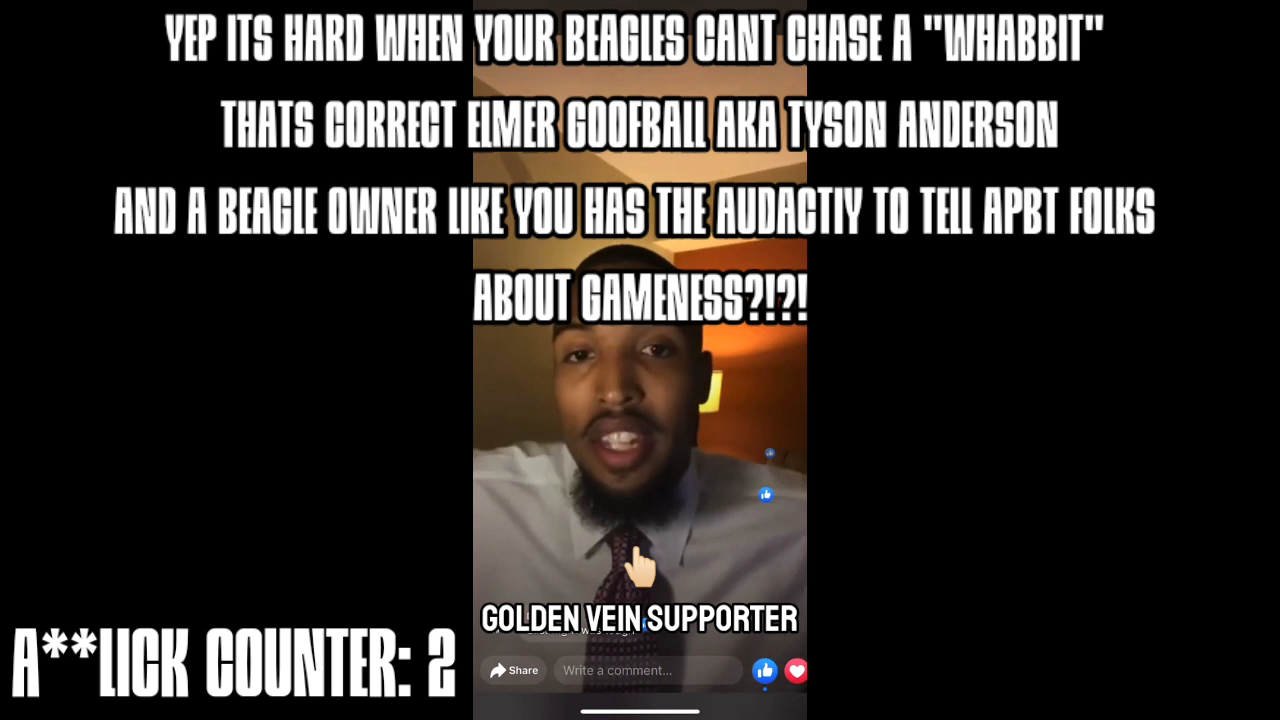 YEP ITS HARD WHEN YOUR BEAGLES CANT CHASE A "WHABBIT"
THATS CORRECT ELMER GOOFBALL AKA TYSON ANDERSON
AND A BEAGLE OWNER LIKE YOU HAS THE AUDACTIY TO TELL APBT FOLKS
ABOUT GAMENESS?!?!
GOLDEN VEIN SUPPORTER
A**LICK COUNTER: 2
Share
Write a comment...